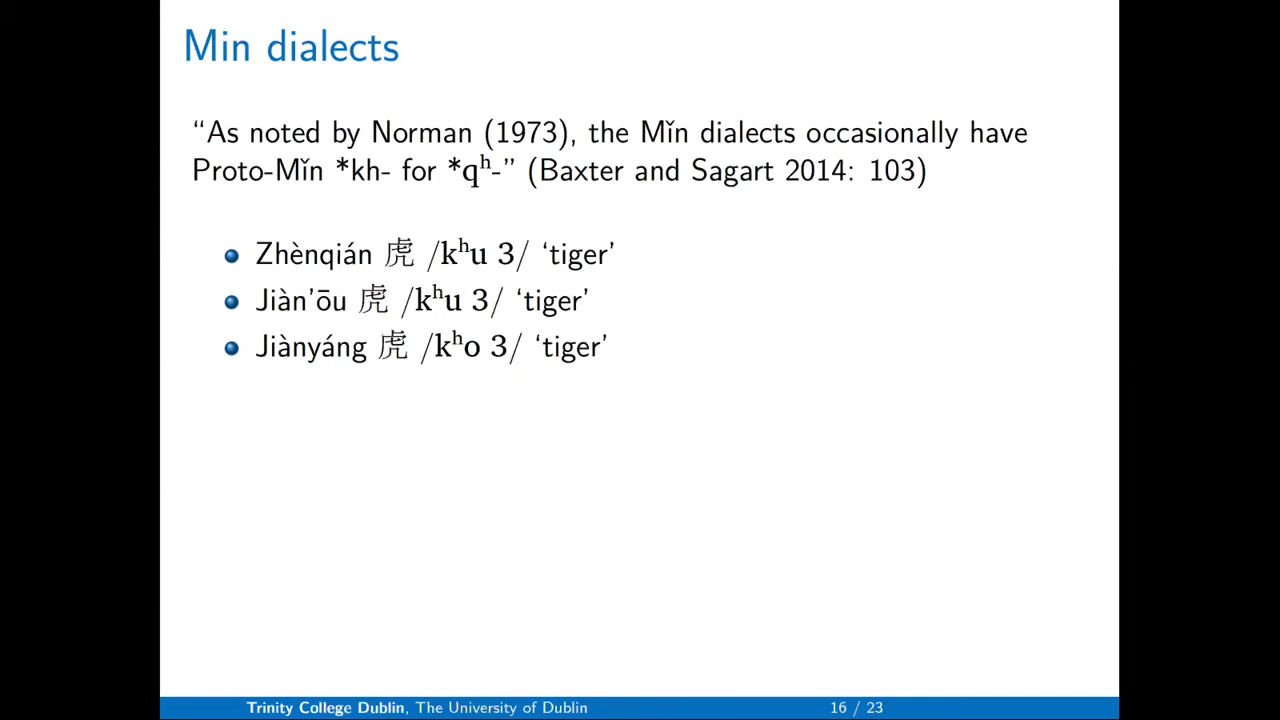 Min dialects
“As noted by Norman (1973), the Mǐn dialects occasionally have
Proto-Mǐn *kh- for *qʰ-” (Baxter and Sagart 2014: 103)
Zhènqián 虎 /kʰu 3/ ‘tiger’
Jiàn’ōu 虎 /kʰu 3/ ‘tiger’
Jiànyáng 虎 /kʰo 3/ ‘tiger’
Trinity College Dublin, The University of Dublin 16 / 23